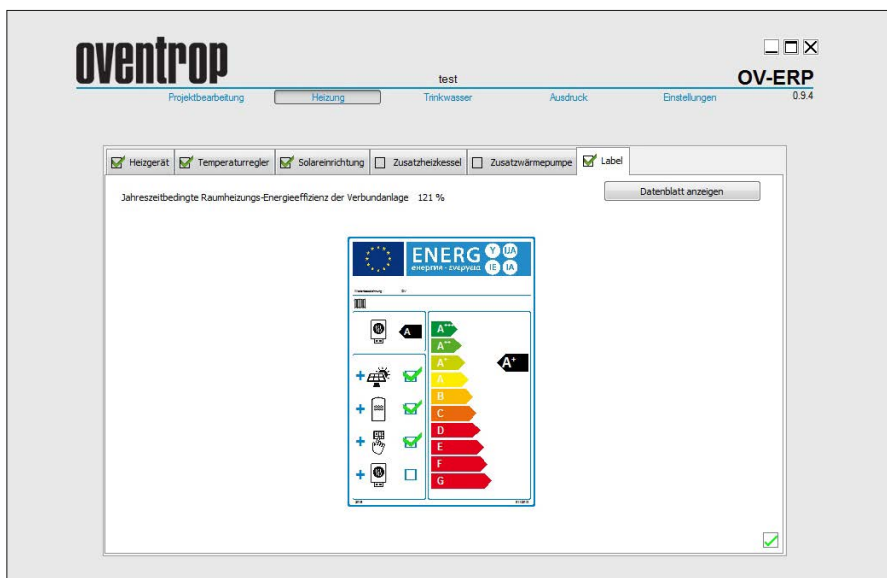 oventrop
test
OV-ERP
Projektbearbeitung Heizung Trinkwasser Ausdruck Einstellungen 0.9.4
Heizgerät Temperaturregler Solareinrichtung Zusatzheizkessel Zusatzwärmepumpe Label
Jahreszeitbedingte Raumheizungs-Energieeffizienz der Verbundanlage 121 %
Datenblatt anzeigen
ENERG Y IJA
енергия · ενεργεια IE IA
A
A+++
A++
A+
A+
A
B
C
D
E
F
G